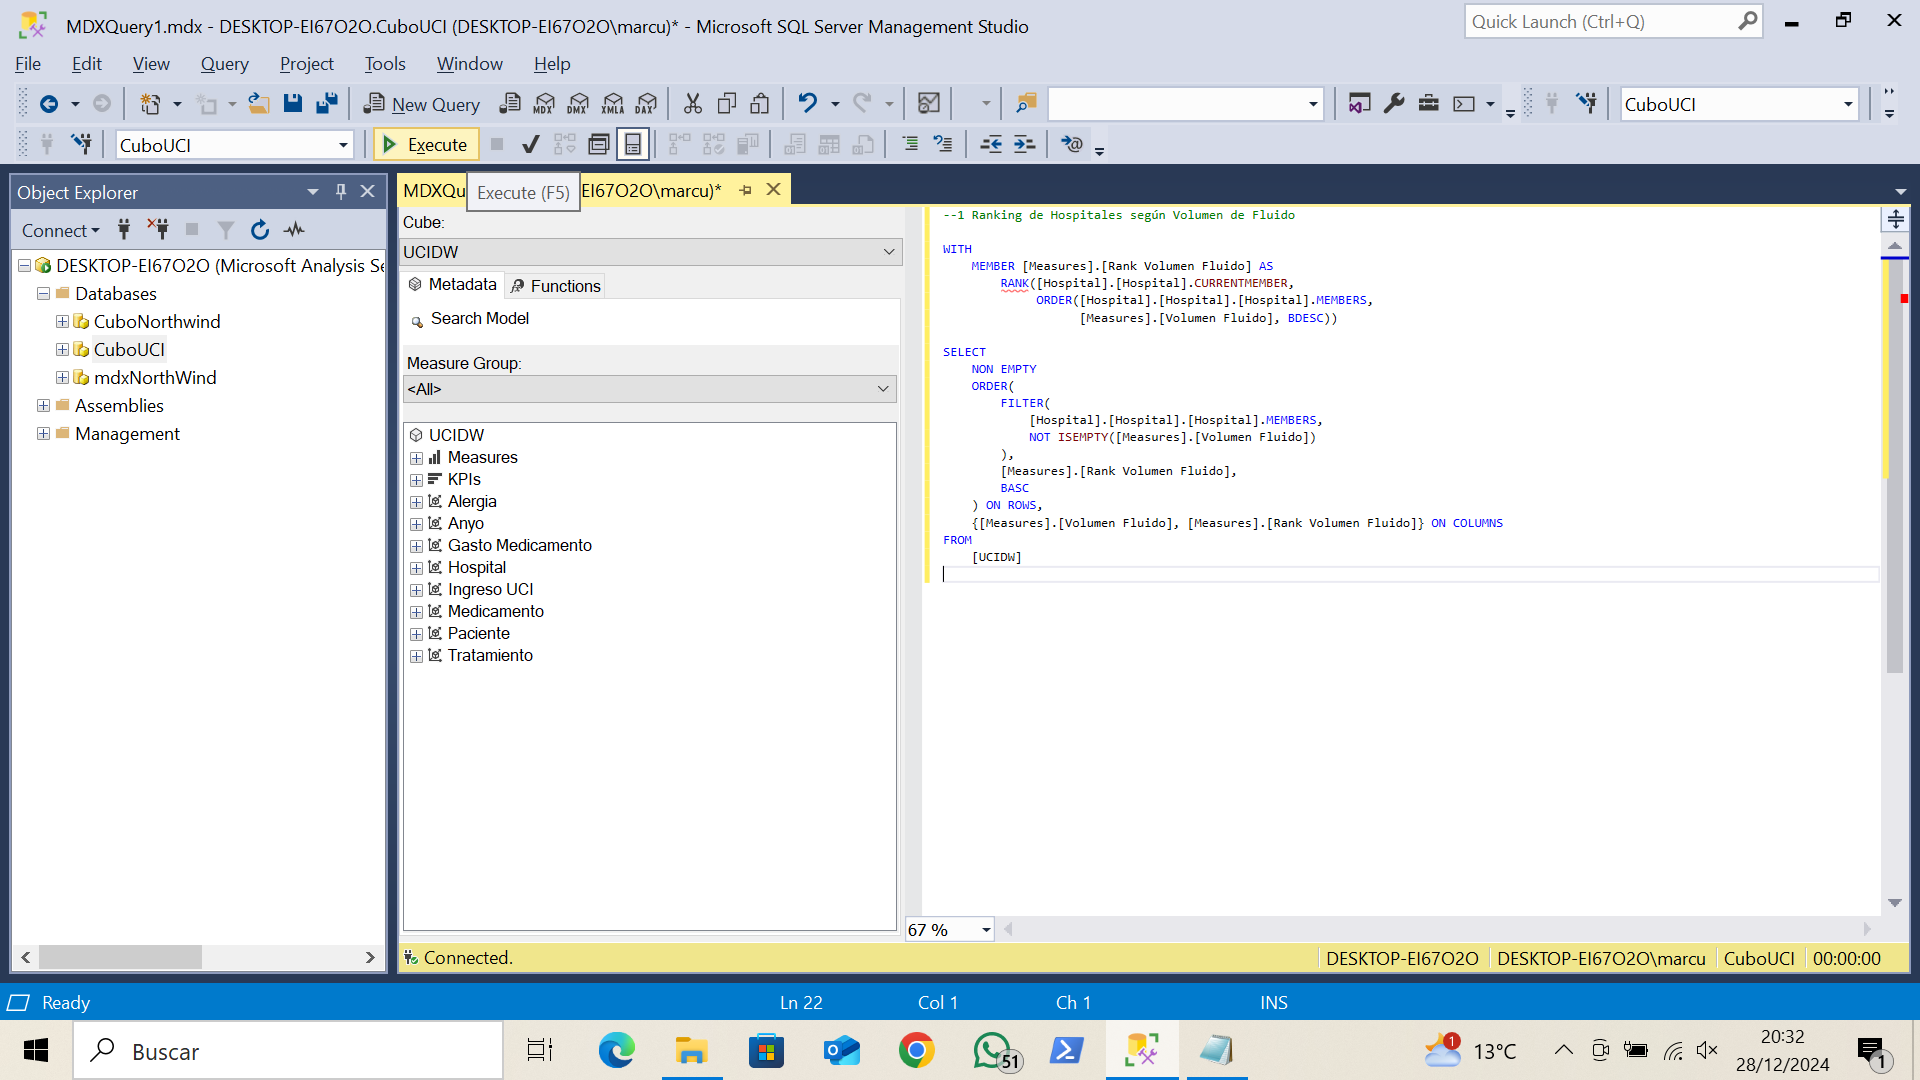 MDXQuery1.mdx - DESKTOP-EI67O2O.CuboUCI (DESKTOP-EI67O2O\marcu)* - Microsoft SQL Server Management Studio
Quick Launch (Ctrl+Q)
File Edit View Query Project Tools Window Help
New Query
MDX DMX XMLA DAX
CuboUCI
CuboUCI
Execute
Execute (F5)
Object Explorer
Connect
DESKTOP-EI67O2O (Microsoft Analysis Se
Databases
CuboNorthwind
CuboUCI
mdxNorthWind
Assemblies
Management
MDXQu
EI67O2O\marcu)*
Cube:
UCIDW
Metadata
Functions
Search Model
Measure Group:
<All>
UCIDW
Measures
KPIs
Alergia
Anyo
Gasto Medicamento
Hospital
Ingreso UCI
Medicamento
Paciente
Tratamiento
--1 Ranking de Hospitales según Volumen de Fluido
WITH
MEMBER [Measures].[Rank Volumen Fluido] AS
RANK([Hospital].[Hospital].CURRENTMEMBER,
ORDER([Hospital].[Hospital].[Hospital].MEMBERS,
[Measures].[Volumen Fluido], BDESC))
SELECT
NON EMPTY
ORDER(
FILTER(
[Hospital].[Hospital].[Hospital].MEMBERS,
NOT ISEMPTY([Measures].[Volumen Fluido])
),
[Measures].[Rank Volumen Fluido],
BASC
) ON ROWS,
{[Measures].[Volumen Fluido], [Measures].[Rank Volumen Fluido]} ON COLUMNS
FROM
[UCIDW]
67 %
Connected.
DESKTOP-EI67O2O
DESKTOP-EI67O2O\marcu
CuboUCI
00:00:00
Ready
Ln 22
Col 1
Ch 1
INS
Buscar
51
1
13°C
20:32
28/12/2024
1